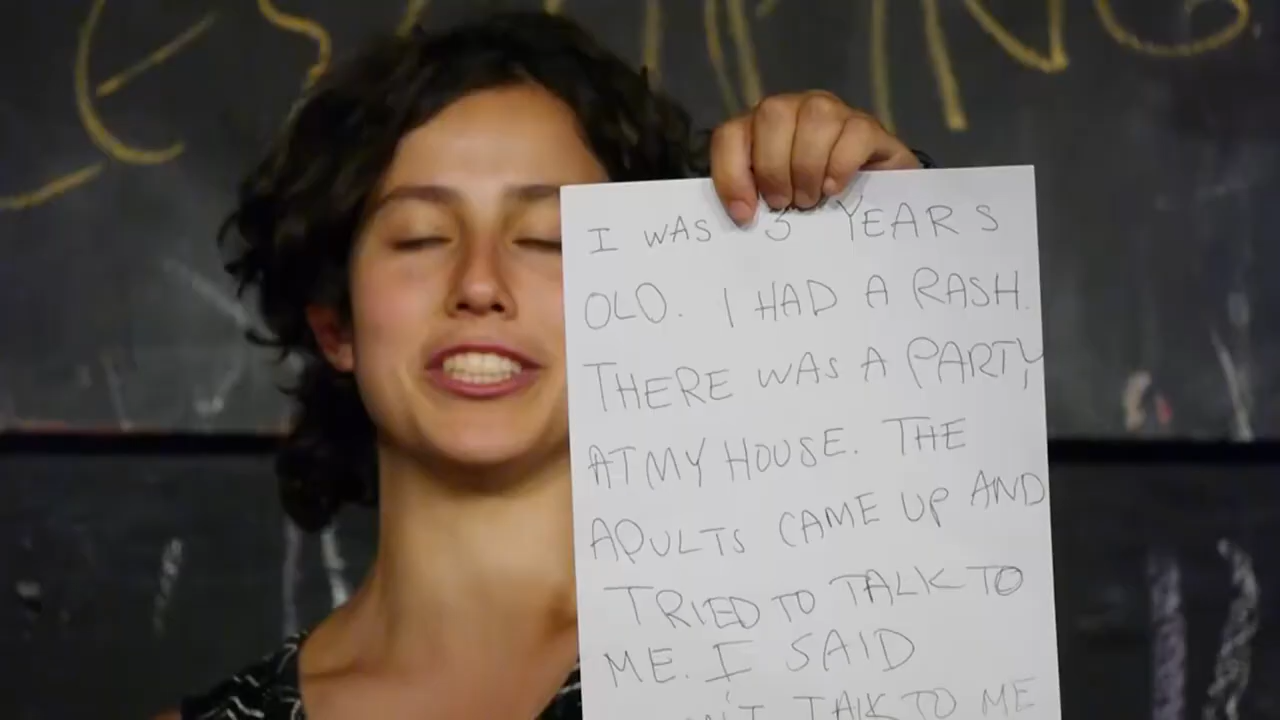 I WAS 3 YEARS
OLD. I HAD A RASH.
THERE WAS A PARTY
AT MY HOUSE. THE
ADULTS CAME UP AND
TRIED TO TALK TO
ME. I SAID
TALK TO ME